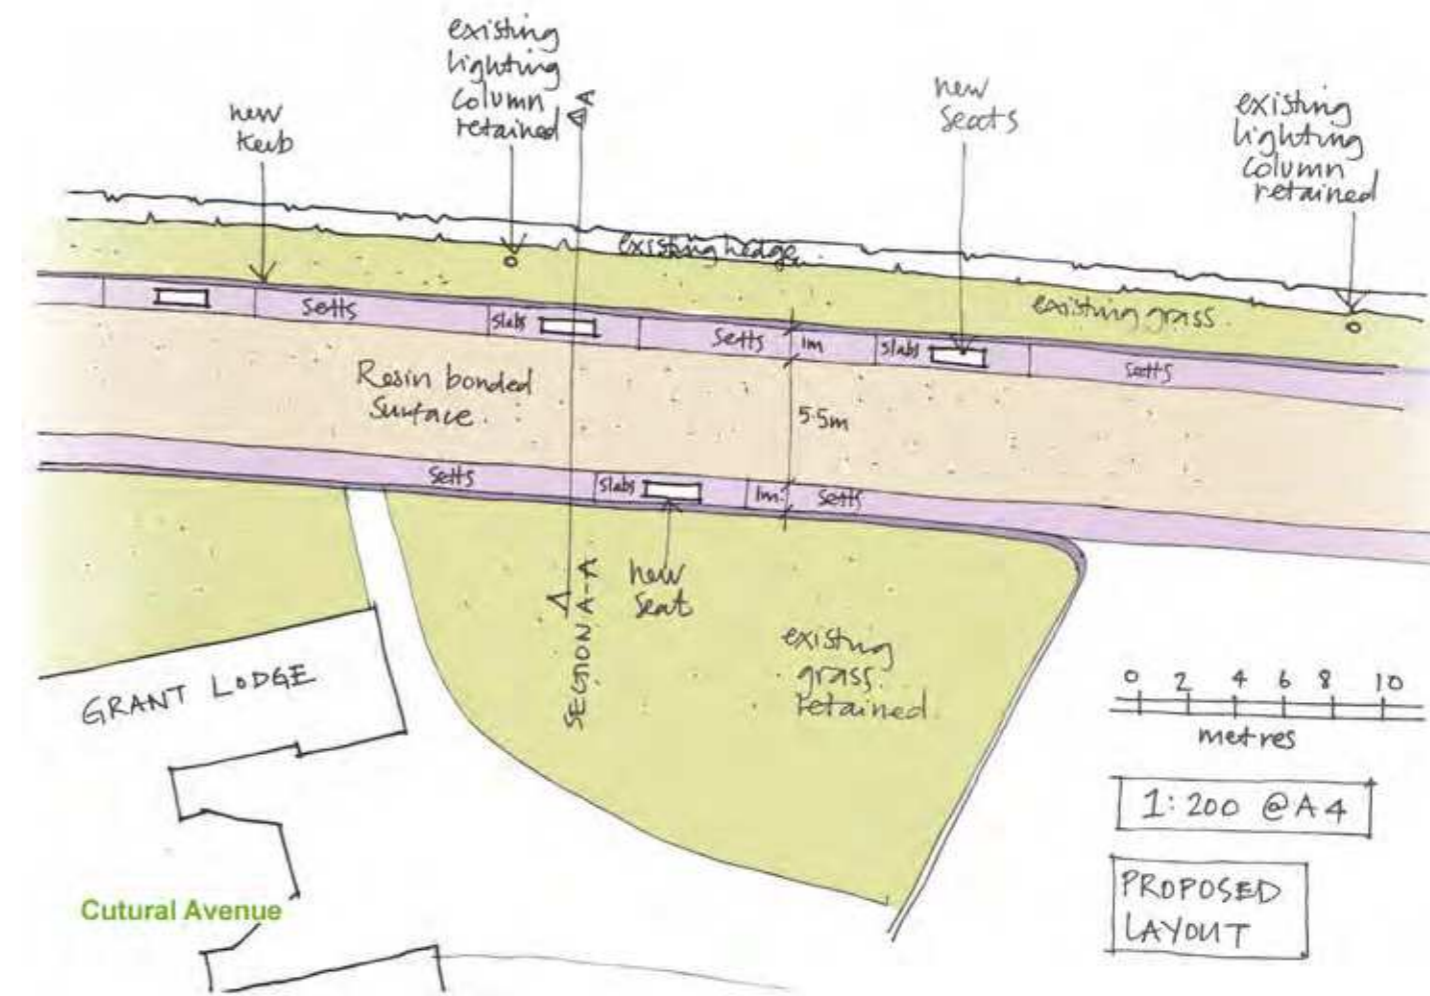 existing
lighting
column
retained
A
new
kerb
new
seats
existing
lighting
column
retained
existing hedge
existing grass
setts
slabs
setts
1m
slabs
setts
Resin bonded
surface
5.5m
setts
slabs
1m
setts
new
seat
SECTION A-A
existing
grass
retained
GRANT LODGE
0 2 4 6 8 10
metres
1:200 @A4
PROPOSED
LAYOUT
Cutural Avenue